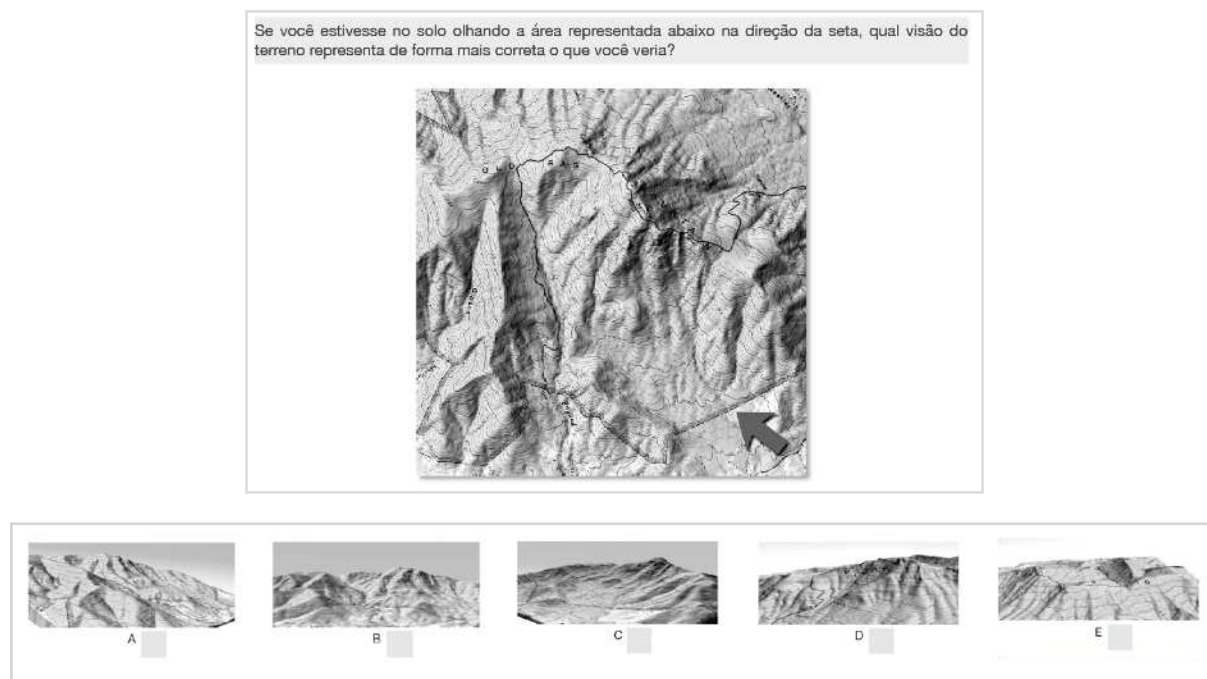 Se você estivesse no solo olhando a área representada abaixo na direção da seta, qual visão do
terreno representa de forma mais correta o que você veria?
O L D
A
B
C
D
E